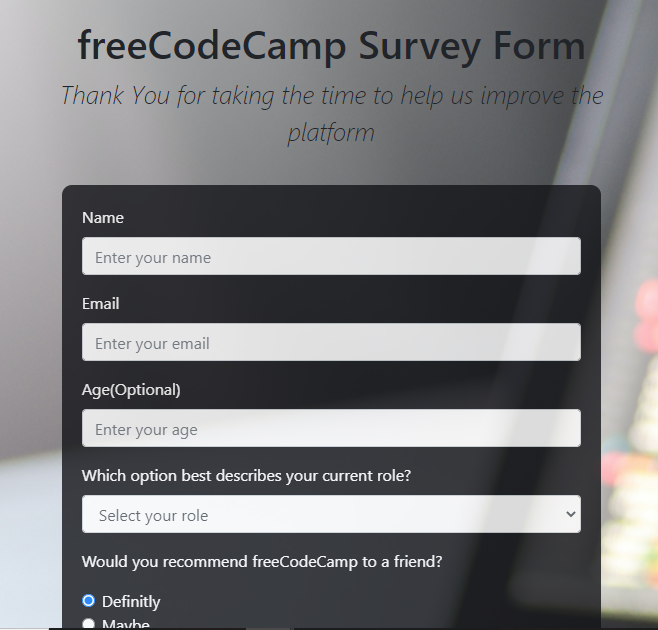 freeCodeCamp Survey Form
Thank You for taking the time to help us improve the
platform
Name
Enter your name
Email
Enter your email
Age(Optional)
Enter your age
Which option best describes your current role?
Select your role
Would you recommend freeCodeCamp to a friend?
Definitly
Maybe